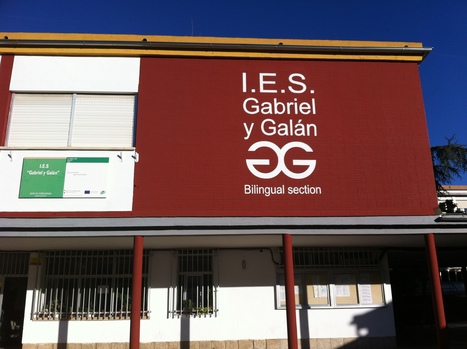 I.E.S.
Gabriel
y Galán
GG
Bilingual section
I.E.S
"Gabriel y Galán"